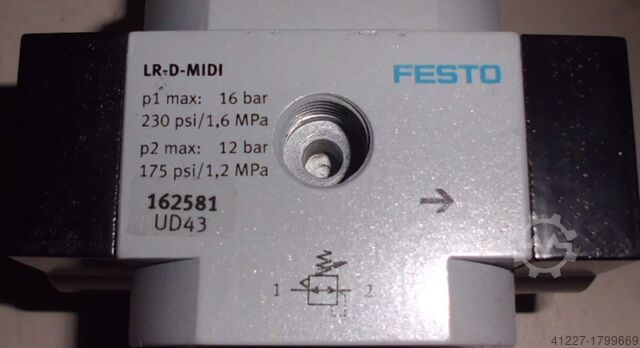 LR-D-MIDI
FESTO
p1 max: 16 bar
230 psi/1,6 MPa
p2 max: 12 bar
175 psi/1,2 MPa
162581
UD43
1 2
41227-1799669